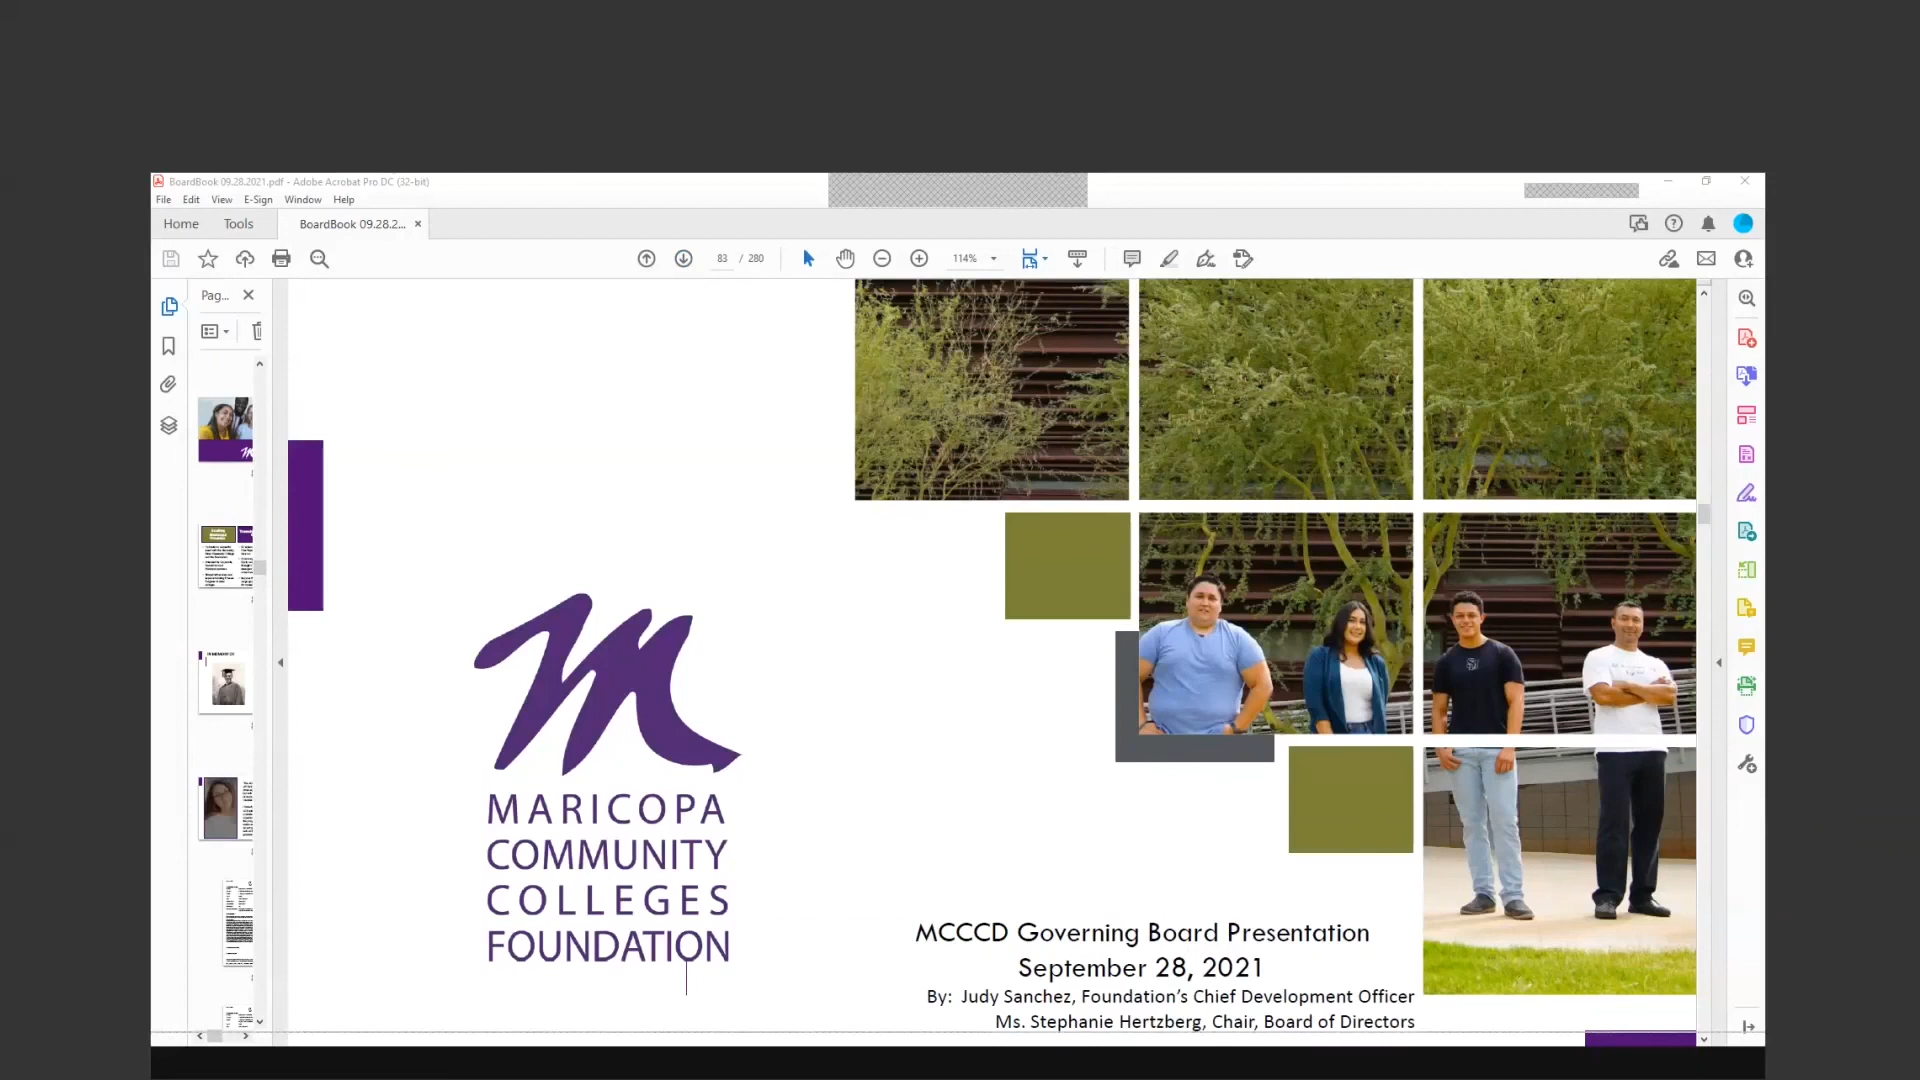 BoardBook 09.28.2021.pdf - Adobe Acrobat Pro DC (32-bit)
File Edit View E-Sign Window Help
Home Tools BoardBook 09.28.2...
83 / 280 114%
Pag...
MARICOPA
COMMUNITY
COLLEGES
FOUNDATION
MCCCD Governing Board Presentation
September 28, 2021
By: Judy Sanchez, Foundation's Chief Development Officer
Ms. Stephanie Hertzberg, Chair, Board of Directors